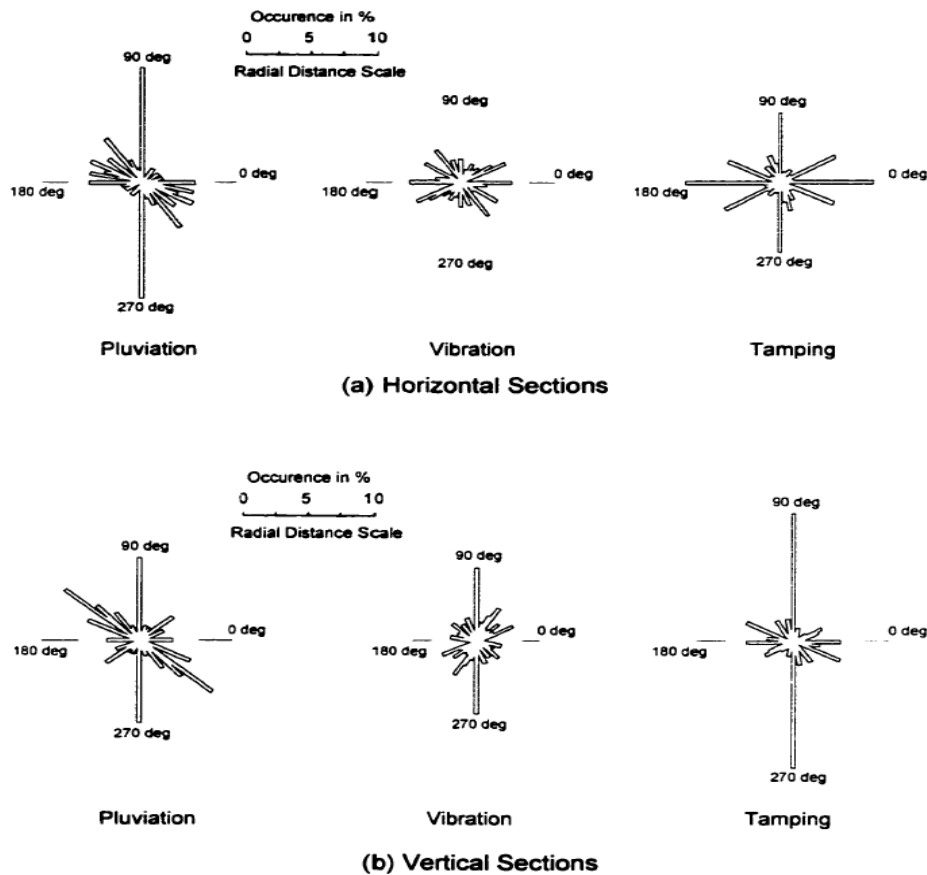 Occurence in %
0 5 10
Radial Distance Scale
90 deg
180 deg
0 deg
270 deg
Pluviation
90 deg
180 deg
0 deg
270 deg
Vibration
90 deg
180 deg
0 deg
270 deg
Tamping
(a) Horizontal Sections
Occurence in %
0 5 10
Radial Distance Scale
90 deg
180 deg
0 deg
270 deg
Pluviation
90 deg
180 deg
0 deg
270 deg
Vibration
90 deg
180 deg
0 deg
270 deg
Tamping
(b) Vertical Sections